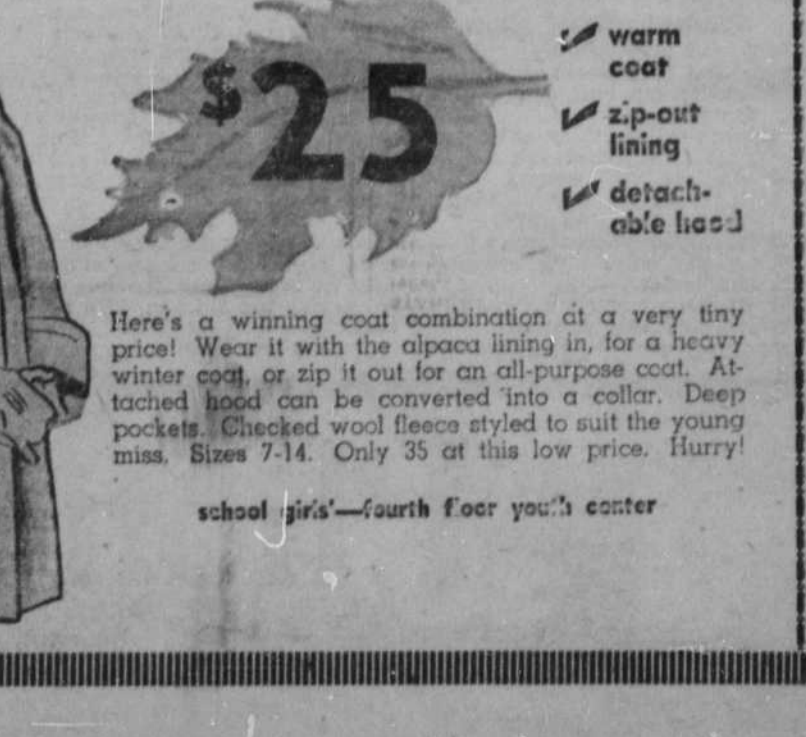 $25
warm
coat
zip-out
lining
detach-
able hood
Here's a winning coat combination at a very tiny
price! Wear it with the alpaca lining in, for a heavy
winter coat, or zip it out for an all-purpose coat. At-
tached hood can be converted into a collar. Deep
pockets. Checked wool fleece styled to suit the young
miss. Sizes 7-14. Only 35 at this low price. Hurry!
school girls'—fourth floor youth center